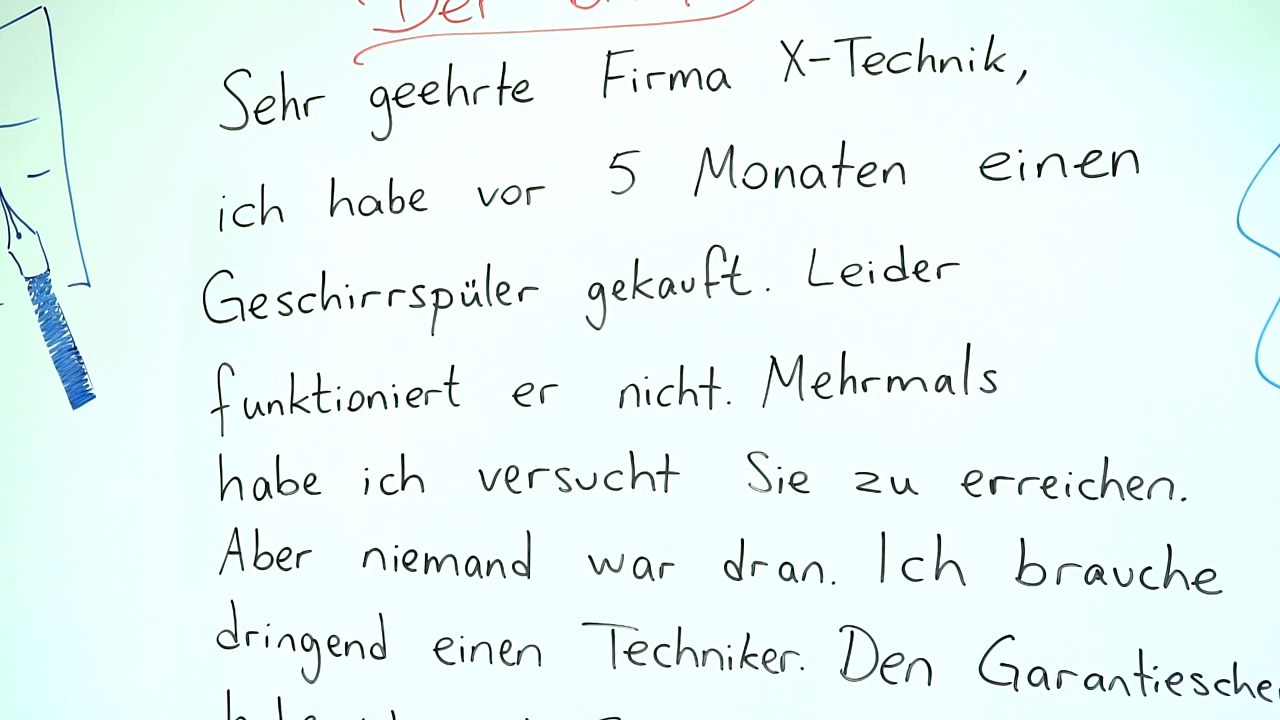 Der
Sehr geehrte Firma X-Technik,
ich habe vor 5 Monaten einen
Geschirrspüler gekauft. Leider
funktioniert er nicht. Mehrmals
habe ich versucht Sie zu erreichen.
Aber niemand war dran. Ich brauche
dringend einen Techniker. Den